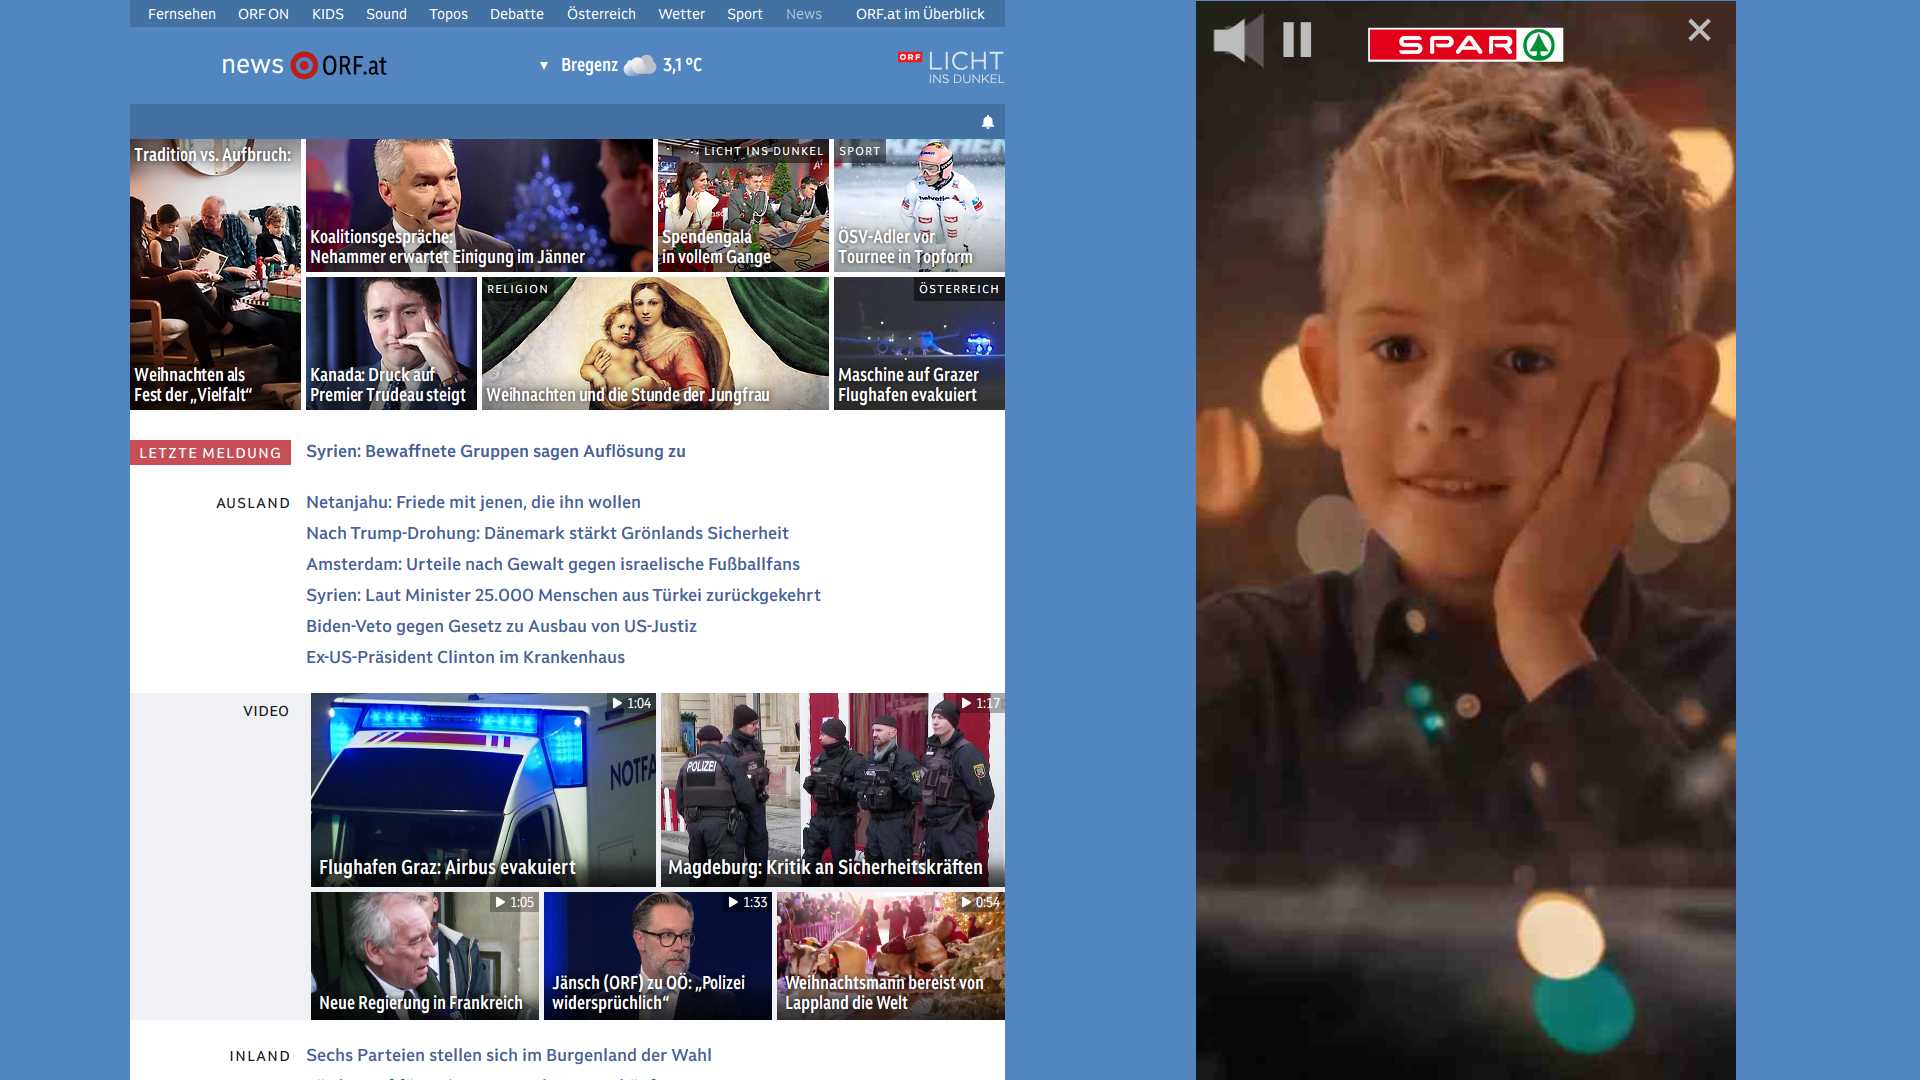 Fernsehen ORF ON KIDS Sound Topos Debatte Österreich Wetter Sport News ORF.at im Überblick
news ORF.at
Bregenz 3,1 °C
ORF LICHT
INS DUNKEL
Tradition vs. Aufbruch:
Weihnachten als
Fest der „Vielfalt“
Koalitionsgespräche:
Nehammer erwartet Einigung im Jänner
LICHT INS DUNKEL
Spendengala
in vollem Gange
SPORT
ÖSV-Adler vor
Tournee in Topform
Kanada: Druck auf
Premier Trudeau steigt
RELIGION
Weihnachten und die Stunde der Jungfrau
ÖSTERREICH
Maschine auf Grazer
Flughafen evakuiert
LETZTE MELDUNG
Syrien: Bewaffnete Gruppen sagen Auflösung zu
AUSLAND
Netanjahu: Friede mit jenen, die ihn wollen
Nach Trump-Drohung: Dänemark stärkt Grönlands Sicherheit
Amsterdam: Urteile nach Gewalt gegen israelische Fußballfans
Syrien: Laut Minister 25.000 Menschen aus Türkei zurückgekehrt
Biden-Veto gegen Gesetz zu Ausbau von US-Justiz
Ex-US-Präsident Clinton im Krankenhaus
VIDEO
1:04
NOTFA
Flughafen Graz: Airbus evakuiert
1:17
POLIZEI
Magdeburg: Kritik an Sicherheitskräften
1:05
Neue Regierung in Frankreich
1:33
Jänsch (ORF) zu OÖ: „Polizei
widersprüchlich“
0:54
Weihnachtsmann bereist von
Lappland die Welt
INLAND
Sechs Parteien stellen sich im Burgenland der Wahl
SPAR